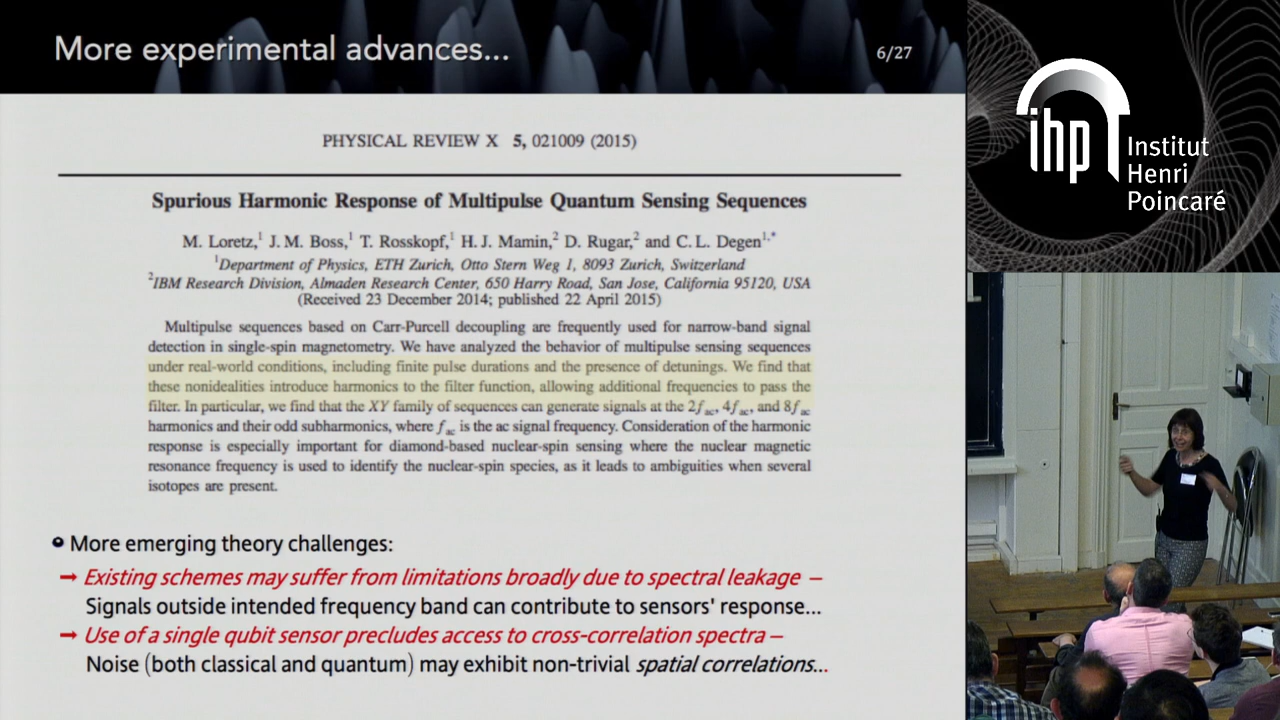 More experimental advances...
6/27
PHYSICAL REVIEW X 5, 021009 (2015)
Spurious Harmonic Response of Multipulse Quantum Sensing Sequences
M. Loretz,1 J. M. Boss,1 T. Rosskopf,1 H. J. Mamin,2 D. Rugar,2 and C. L. Degen1,*
1Department of Physics, ETH Zurich, Otto Stern Weg 1, 8093 Zurich, Switzerland
2IBM Research Division, Almaden Research Center, 650 Harry Road, San Jose, California 95120, USA
(Received 23 December 2014; published 22 April 2015)
Multipulse sequences based on Carr-Purcell decoupling are frequently used for narrow-band signal
detection in single-spin magnetometry. We have analyzed the behavior of multipulse sensing sequences
under real-world conditions, including finite pulse durations and the presence of detunings. We find that
these nonidealities introduce harmonics to the filter function, allowing additional frequencies to pass the
filter. In particular, we find that the XY family of sequences can generate signals at the 2fac, 4fac, and 8fac
harmonics and their odd subharmonics, where fac is the ac signal frequency. Consideration of the harmonic
response is especially important for diamond-based nuclear-spin sensing where the nuclear magnetic
resonance frequency is used to identify the nuclear-spin species, as it leads to ambiguities when several
isotopes are present.
More emerging theory challenges:
→ Existing schemes may suffer from limitations broadly due to spectral leakage –
Signals outside intended frequency band can contribute to sensors' response...
→ Use of a single qubit sensor precludes access to cross-correlation spectra –
Noise (both classical and quantum) may exhibit non-trivial spatial correlations...
ihp
Institut
Henri
Poincaré